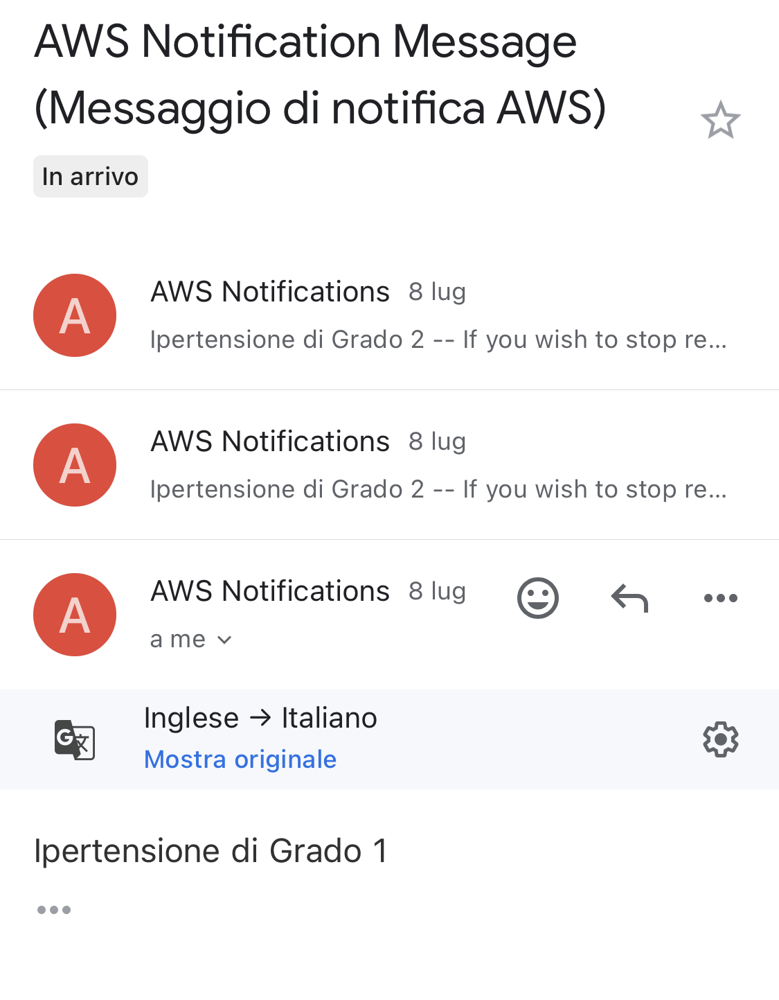 AWS Notification Message
(Messaggio di notifica AWS)
In arrivo
A
AWS Notifications 8 lug
Ipertensione di Grado 2 -- If you wish to stop re...
A
AWS Notifications 8 lug
Ipertensione di Grado 2 -- If you wish to stop re...
A
AWS Notifications 8 lug
a me
G文
Inglese → Italiano
Mostra originale
Ipertensione di Grado 1